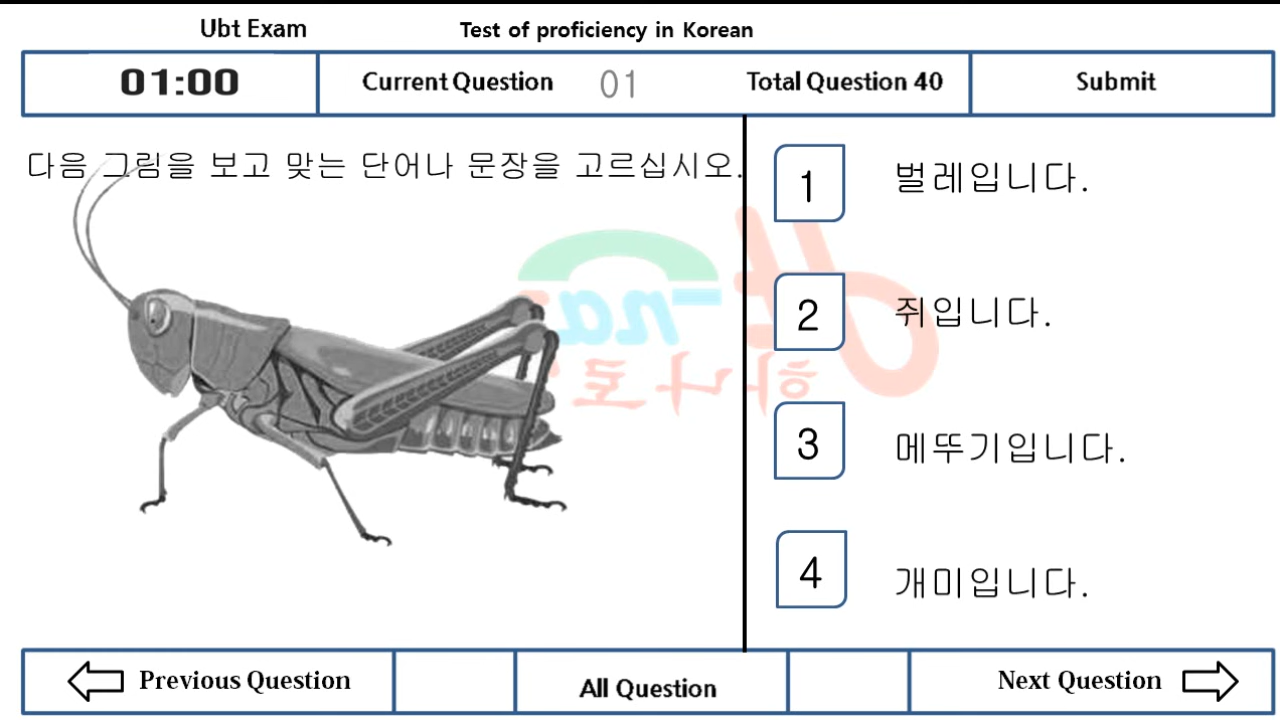 Ubt Exam Test of proficiency in Korean
01:00 Current Question 01 Total Question 40 Submit
다음 그림을 보고 맞는 단어나 문장을 고르십시오.
1 벌레입니다.
2 쥐입니다.
3 메뚜기입니다.
4 개미입니다.
하나로
Previous Question All Question Next Question